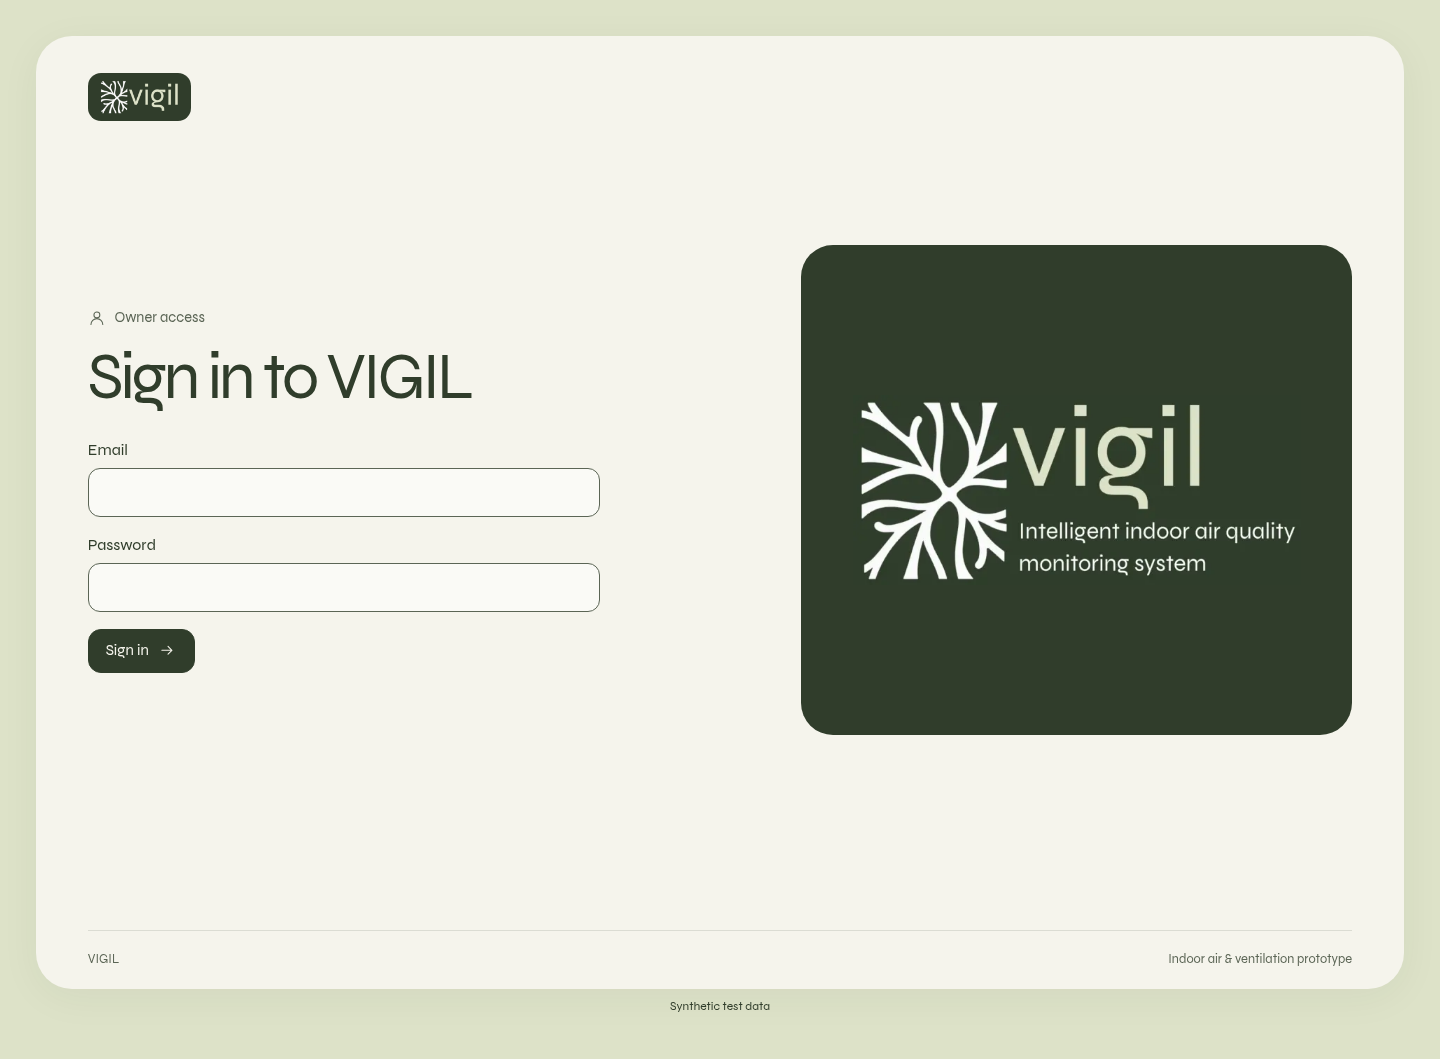 vigil
Owner access
Sign in to VIGIL
Email
Password
Sign in
vigil
Intelligent indoor air quality
monitoring system
VIGIL
Indoor air & ventilation prototype
Synthetic test data